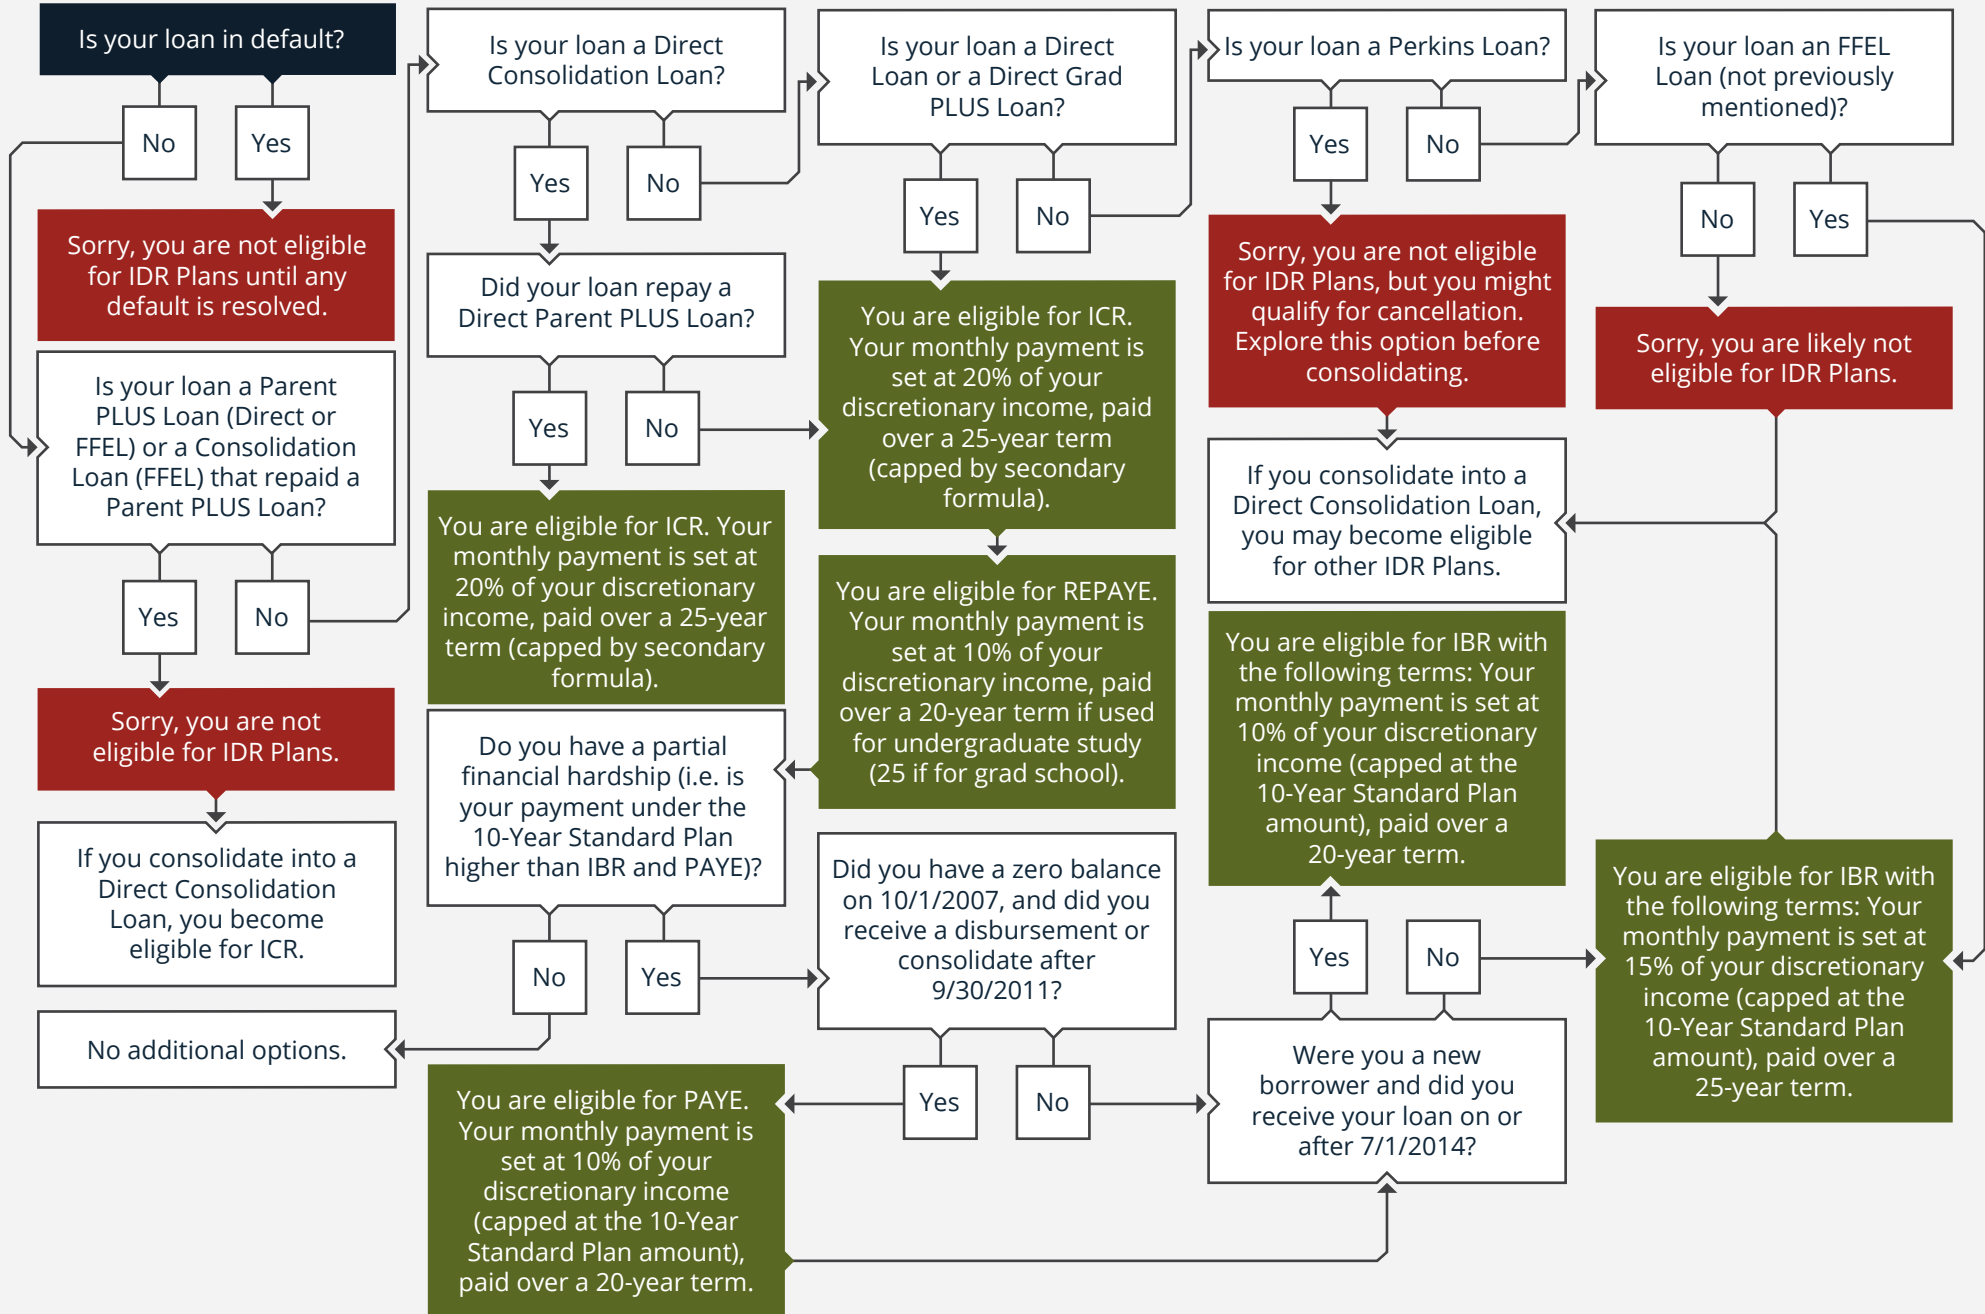 Is your loan in default?
No
Yes
Sorry, you are not eligible
for IDR Plans until any
default is resolved.
Is your loan a Parent
PLUS Loan (Direct or
FFEL) or a Consolidation
Loan (FFEL) that repaid a
Parent PLUS Loan?
Yes
No
Sorry, you are not
eligible for IDR Plans.
If you consolidate into a
Direct Consolidation
Loan, you become
eligible for ICR.
No additional options.
Is your loan a Direct
Consolidation Loan?
Yes
No
Did your loan repay a
Direct Parent PLUS Loan?
Yes
No
You are eligible for ICR. Your
monthly payment is set at
20% of your discretionary
income, paid over a 25-year
term (capped by secondary
formula).
Do you have a partial
financial hardship (i.e. is
your payment under the
10-Year Standard Plan
higher than IBR and PAYE)?
No
Yes
You are eligible for PAYE.
Your monthly payment is
set at 10% of your
discretionary income
(capped at the 10-Year
Standard Plan amount),
paid over a 20-year term.
Is your loan a Direct
Loan or a Direct Grad
PLUS Loan?
Yes
No
You are eligible for ICR.
Your monthly payment is
set at 20% of your
discretionary income, paid
over a 25-year term
(capped by secondary
formula).
You are eligible for REPAYE.
Your monthly payment is
set at 10% of your
discretionary income, paid
over a 20-year term if used
for undergraduate study
(25 if for grad school).
Did you have a zero balance
on 10/1/2007, and did you
receive a disbursement or
consolidate after
9/30/2011?
Yes
No
Is your loan a Perkins Loan?
Yes
No
Sorry, you are not eligible
for IDR Plans, but you might
qualify for cancellation.
Explore this option before
consolidating.
If you consolidate into a
Direct Consolidation Loan,
you may become eligible
for other IDR Plans.
You are eligible for IBR with
the following terms: Your
monthly payment is set at
10% of your discretionary
income (capped at the
10-Year Standard Plan
amount), paid over a
20-year term.
Yes
No
Were you a new
borrower and did you
receive your loan on or
after 7/1/2014?
Is your loan an FFEL
Loan (not previously
mentioned)?
No
Yes
Sorry, you are likely not
eligible for IDR Plans.
You are eligible for IBR with
the following terms: Your
monthly payment is set at
15% of your discretionary
income (capped at the
10-Year Standard Plan
amount), paid over a
25-year term.